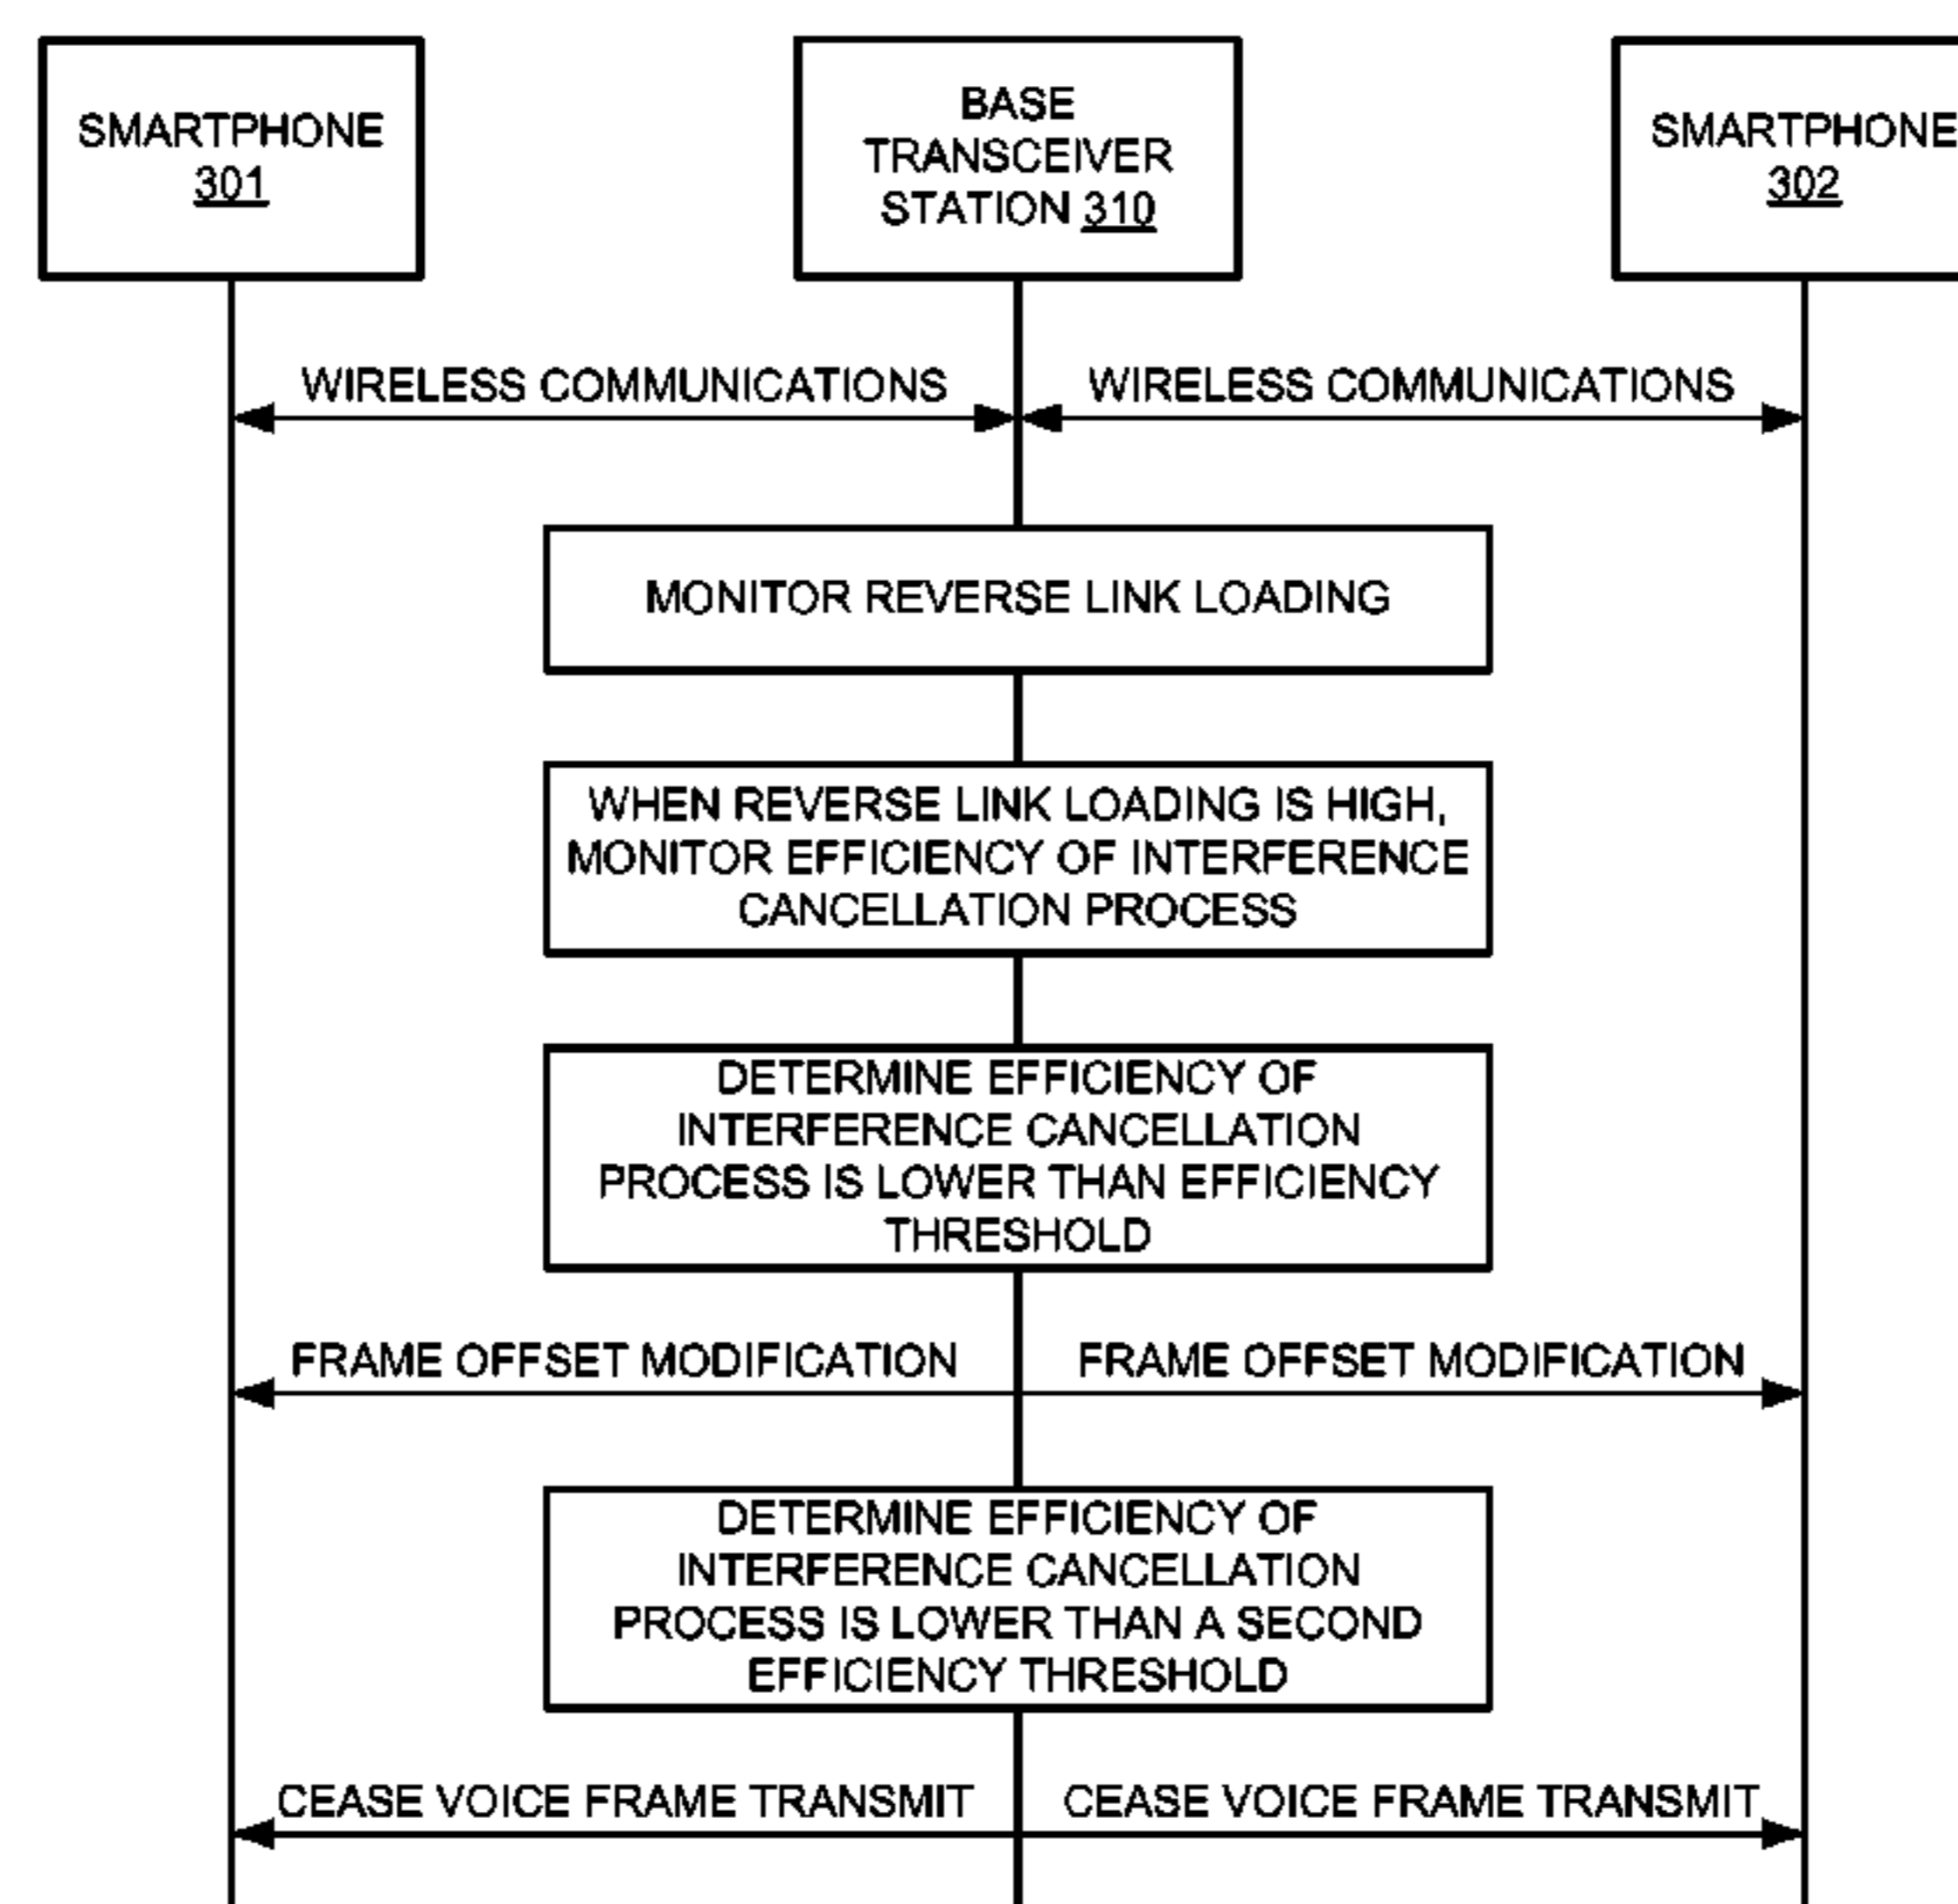 SMARTPHONE
301
BASE
TRANSCEIVER
STATION 310
SMARTPHONE
302
WIRELESS COMMUNICATIONS
WIRELESS COMMUNICATIONS
MONITOR REVERSE LINK LOADING
WHEN REVERSE LINK LOADING IS HIGH,
MONITOR EFFICIENCY OF INTERFERENCE
CANCELLATION PROCESS
DETERMINE EFFICIENCY OF
INTERFERENCE CANCELLATION
PROCESS IS LOWER THAN EFFICIENCY
THRESHOLD
FRAME OFFSET MODIFICATION
FRAME OFFSET MODIFICATION
DETERMINE EFFICIENCY OF
INTERFERENCE CANCELLATION
PROCESS IS LOWER THAN A SECOND
EFFICIENCY THRESHOLD
CEASE VOICE FRAME TRANSMIT
CEASE VOICE FRAME TRANSMIT